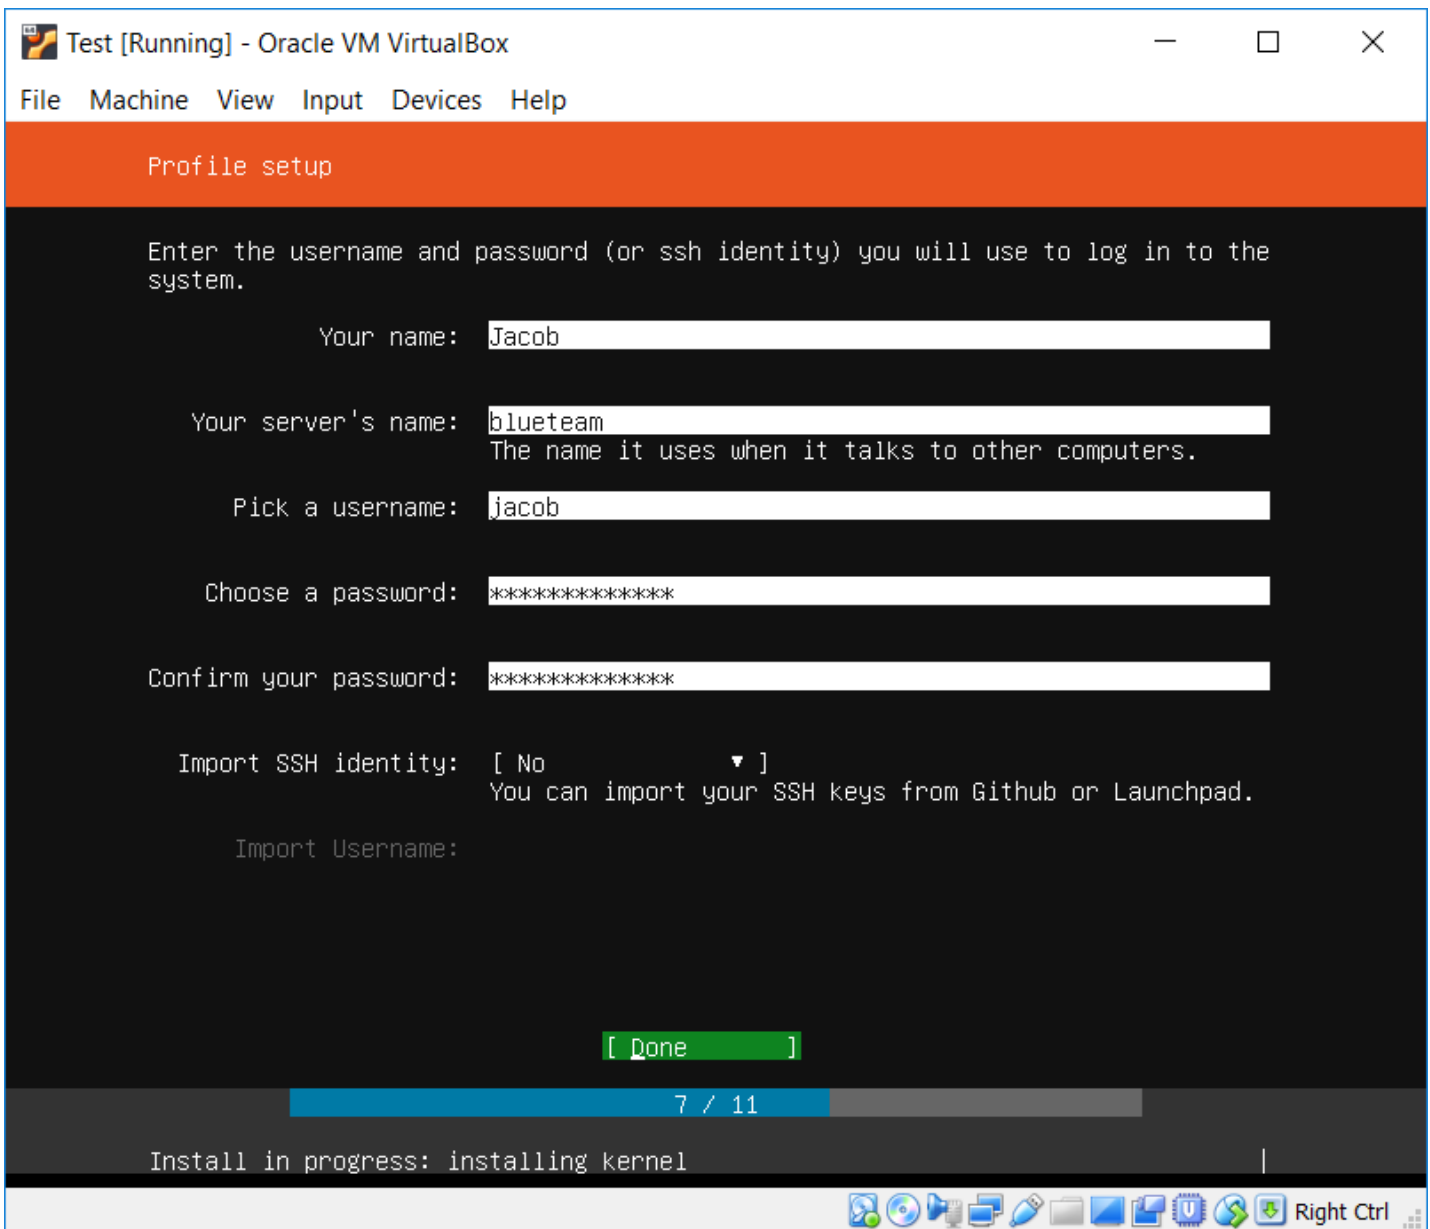 Test [Running] - Oracle VM VirtualBox
File Machine View Input Devices Help
Profile setup
Enter the username and password (or ssh identity) you will use to log in to the
system.
Your name: Jacob
Your server's name: blueteam
The name it uses when it talks to other computers.
Pick a username: jacob
Choose a password: *************
Confirm your password: *************
Import SSH identity: [ No ▼ ]
You can import your SSH keys from Github or Launchpad.
Import Username:
[ Done ]
7 / 11
Install in progress: installing kernel |
Right Ctrl